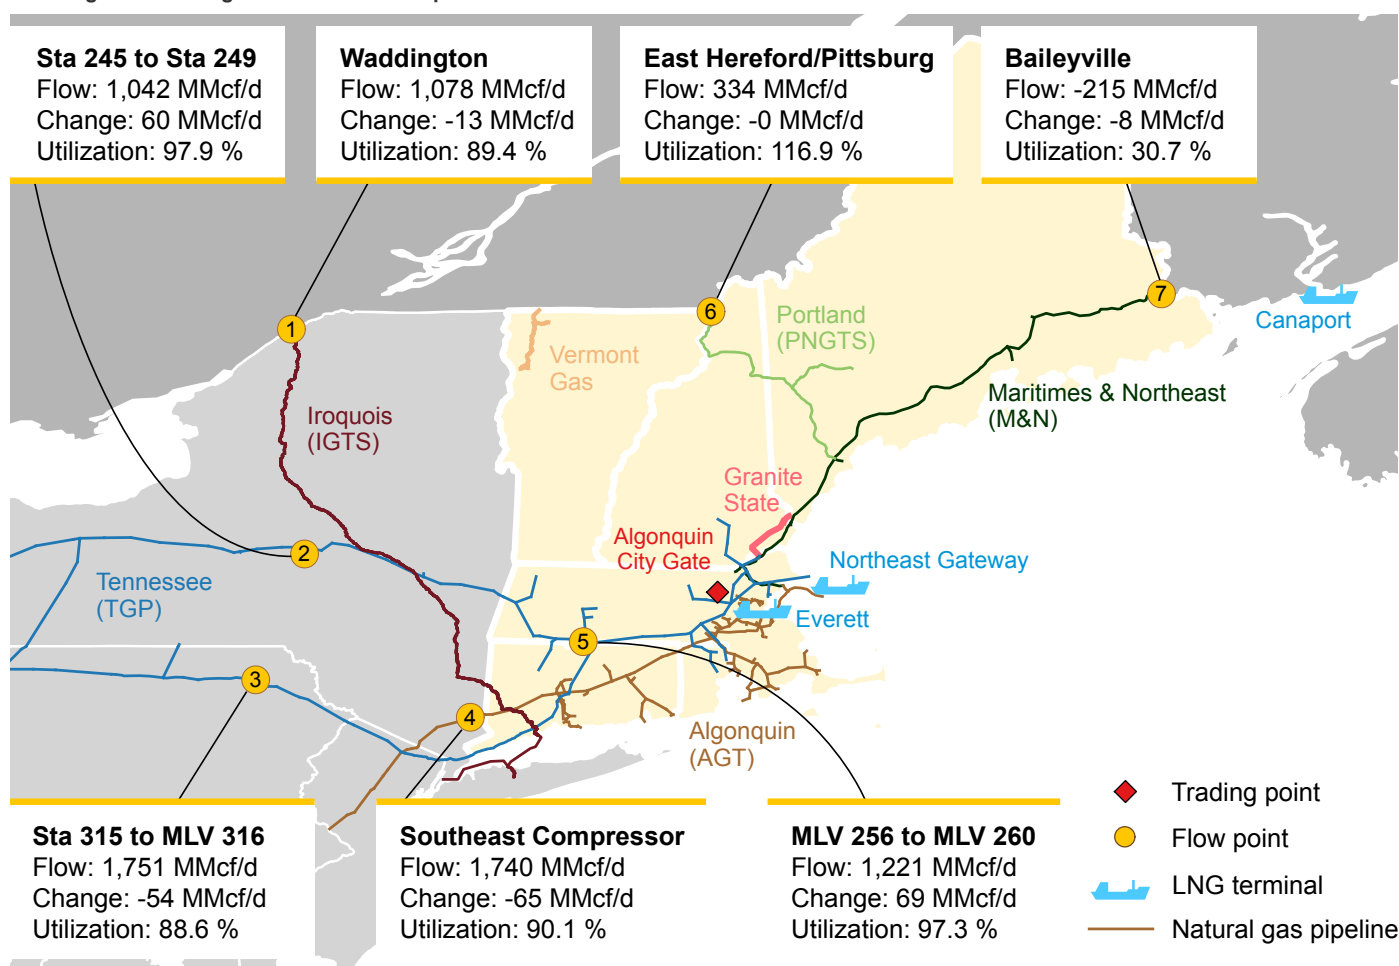 Sta 245 to Sta 249
Flow: 1,042 MMcf/d
Change: 60 MMcf/d
Utilization: 97.9 %
Waddington
Flow: 1,078 MMcf/d
Change: -13 MMcf/d
Utilization: 89.4 %
East Hereford/Pittsburg
Flow: 334 MMcf/d
Change: -0 MMcf/d
Utilization: 116.9 %
Baileyville
Flow: -215 MMcf/d
Change: -8 MMcf/d
Utilization: 30.7 %
1
6
7
Portland
(PNGTS)
Canaport
Vermont
Gas
Maritimes & Northeast
(M&N)
Iroquois
(IGTS)
Granite
State
Algonquin
City Gate
2
Northeast Gateway
Tennessee
(TGP)
Everett
5
3
4
Algonquin
(AGT)
Sta 315 to MLV 316
Flow: 1,751 MMcf/d
Change: -54 MMcf/d
Utilization: 88.6 %
Southeast Compressor
Flow: 1,740 MMcf/d
Change: -65 MMcf/d
Utilization: 90.1 %
MLV 256 to MLV 260
Flow: 1,221 MMcf/d
Change: 69 MMcf/d
Utilization: 97.3 %
Trading point
Flow point
LNG terminal
Natural gas pipeline